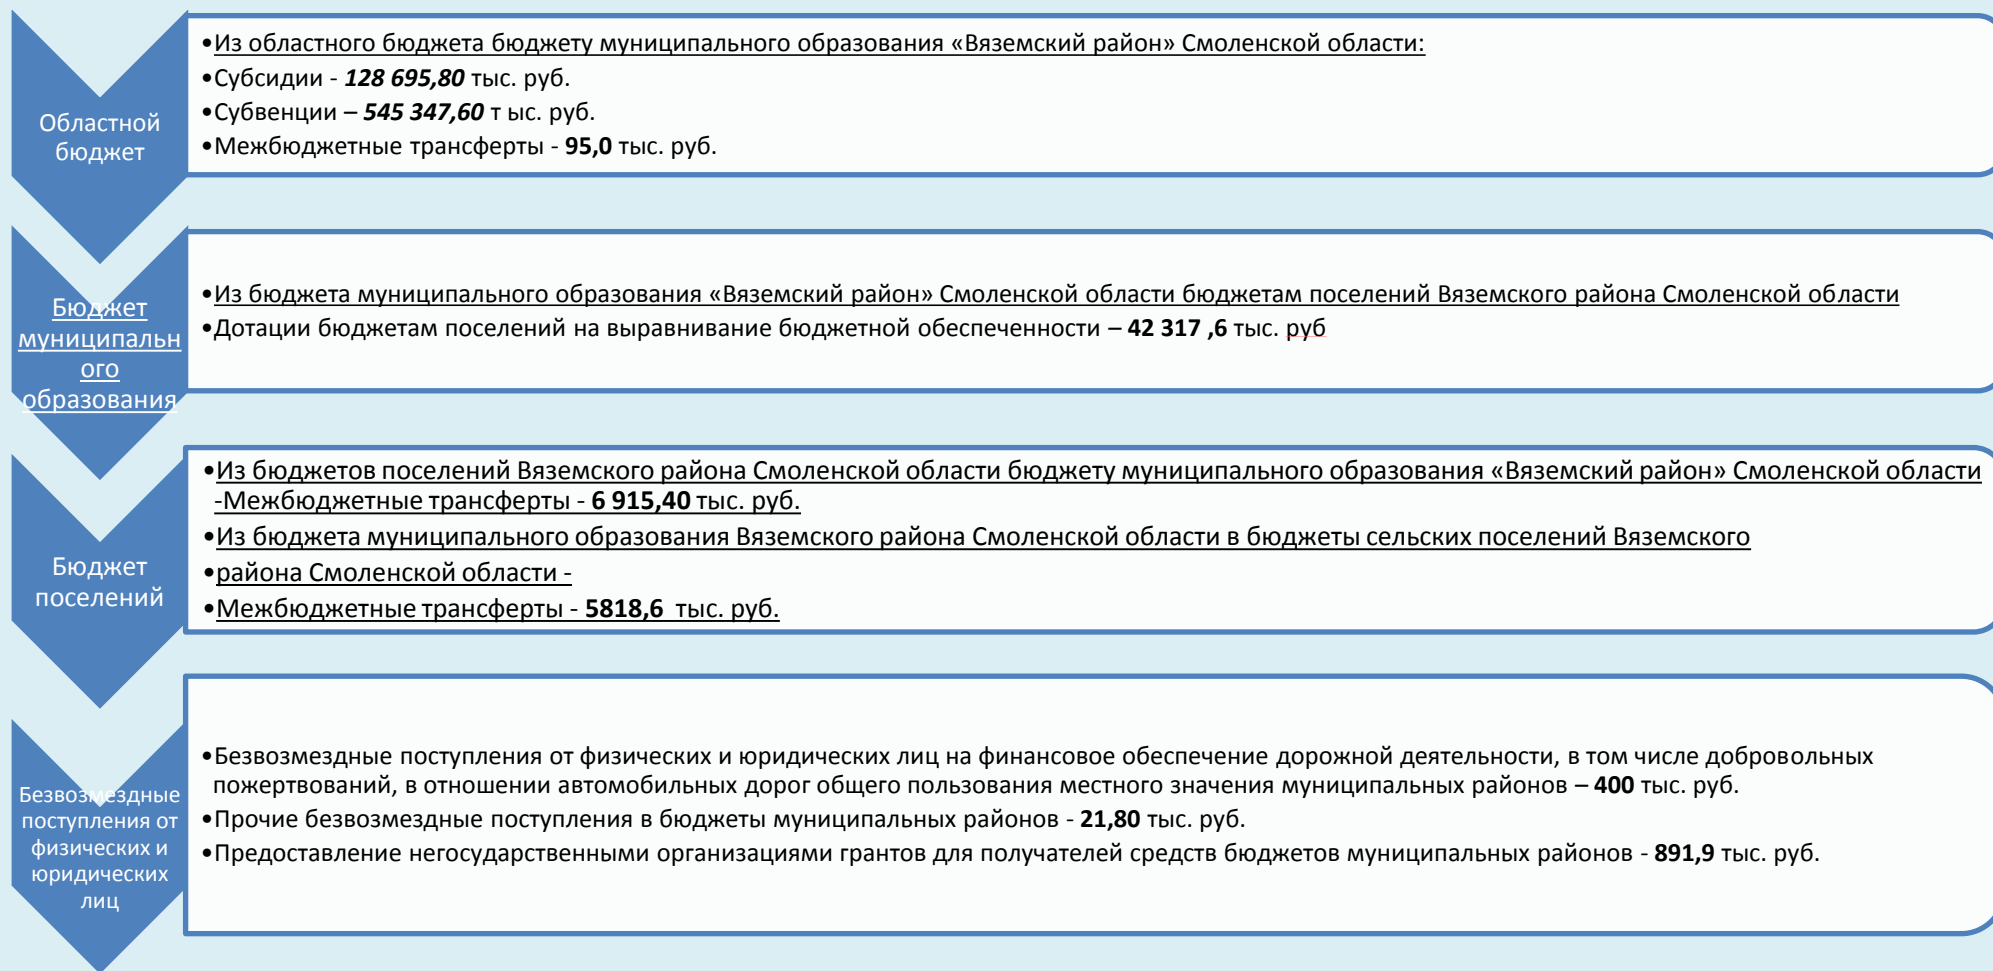 Областной
бюджет
•Из областного бюджета бюджету муниципального образования «Вяземский район» Смоленской области:
•Субсидии - 128 695,80 тыс. руб.
•Субвенции – 545 347,60 т ыс. руб.
•Межбюджетные трансферты - 95,0 тыс. руб.
Бюджет
муниципальн
ого
образования
•Из бюджета муниципального образования «Вяземский район» Смоленской области бюджетам поселений Вяземского района Смоленской области
•Дотации бюджетам поселений на выравнивание бюджетной обеспеченности – 42 317 ,6 тыс. руб
Бюджет
поселений
•Из бюджетов поселений Вяземского района Смоленской области бюджету муниципального образования «Вяземский район» Смоленской области
-Межбюджетные трансферты - 6 915,40 тыс. руб.
•Из бюджета муниципального образования Вяземского района Смоленской области в бюджеты сельских поселений Вяземского
•района Смоленской области -
•Межбюджетные трансферты - 5818,6 тыс. руб.
Безвозмездные
поступления от
физических и
юридических
лиц
•Безвозмездные поступления от физических и юридических лиц на финансовое обеспечение дорожной деятельности, в том числе добровольных
пожертвований, в отношении автомобильных дорог общего пользования местного значения муниципальных районов – 400 тыс. руб.
•Прочие безвозмездные поступления в бюджеты муниципальных районов - 21,80 тыс. руб.
•Предоставление негосударственными организациями грантов для получателей средств бюджетов муниципальных районов - 891,9 тыс. руб.